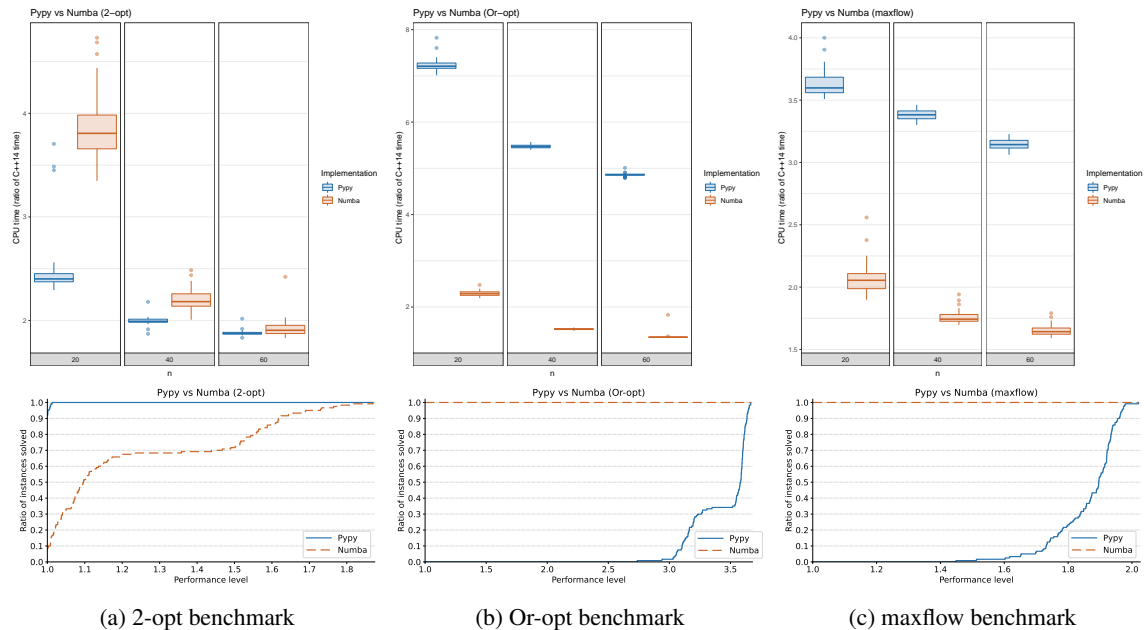 Pypy vs Numba (2−opt)
CPU time (ratio of C++14 time)
4
3
2
20
40
60
n
Implementation
Pypy
Numba
Pypy vs Numba (Or−opt)
CPU time (ratio of C++14 time)
8
6
4
2
20
40
60
n
Implementation
Pypy
Numba
Pypy vs Numba (maxflow)
CPU time (ratio of C++14 time)
4.0
3.5
3.0
2.5
2.0
1.5
20
40
60
n
Implementation
Pypy
Numba
Pypy vs Numba (2-opt)
Ratio of instances solved
1.0
0.9
0.8
0.7
0.6
0.5
0.4
0.3
0.2
0.1
0.0
1.0 1.1 1.2 1.3 1.4 1.5 1.6 1.7 1.8
Performance level
Pypy
Numba
Pypy vs Numba (Or-opt)
Ratio of instances solved
1.0
0.9
0.8
0.7
0.6
0.5
0.4
0.3
0.2
0.1
0.0
1.0 1.5 2.0 2.5 3.0 3.5
Performance level
Pypy
Numba
Pypy vs Numba (maxflow)
Ratio of instances solved
1.0
0.9
0.8
0.7
0.6
0.5
0.4
0.3
0.2
0.1
0.0
1.0 1.2 1.4 1.6 1.8 2.0
Performance level
Pypy
Numba
(a) 2-opt benchmark
(b) Or-opt benchmark
(c) maxflow benchmark